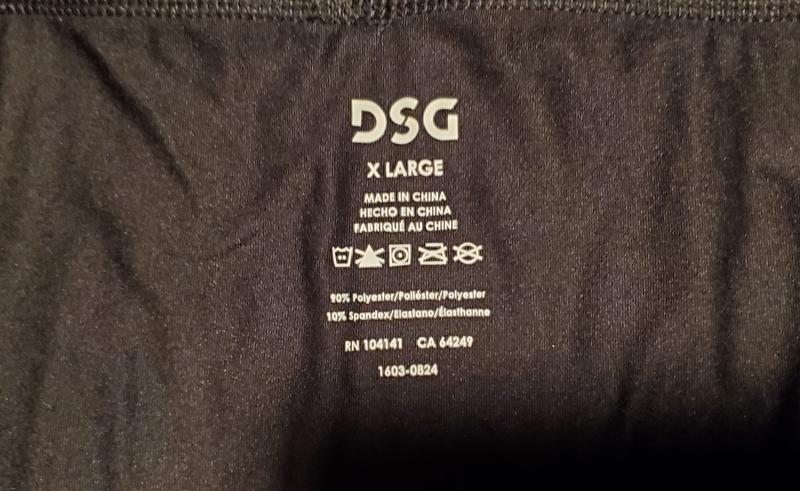 DSG
X LARGE
MADE IN CHINA
HECHO EN CHINA
FABRIQUÉ AU CHINE
90% Polyester/Poliéster/Polyester
10% Spandex/Elastano/Élasthanne
RN 104141 CA 64249
1603-0824